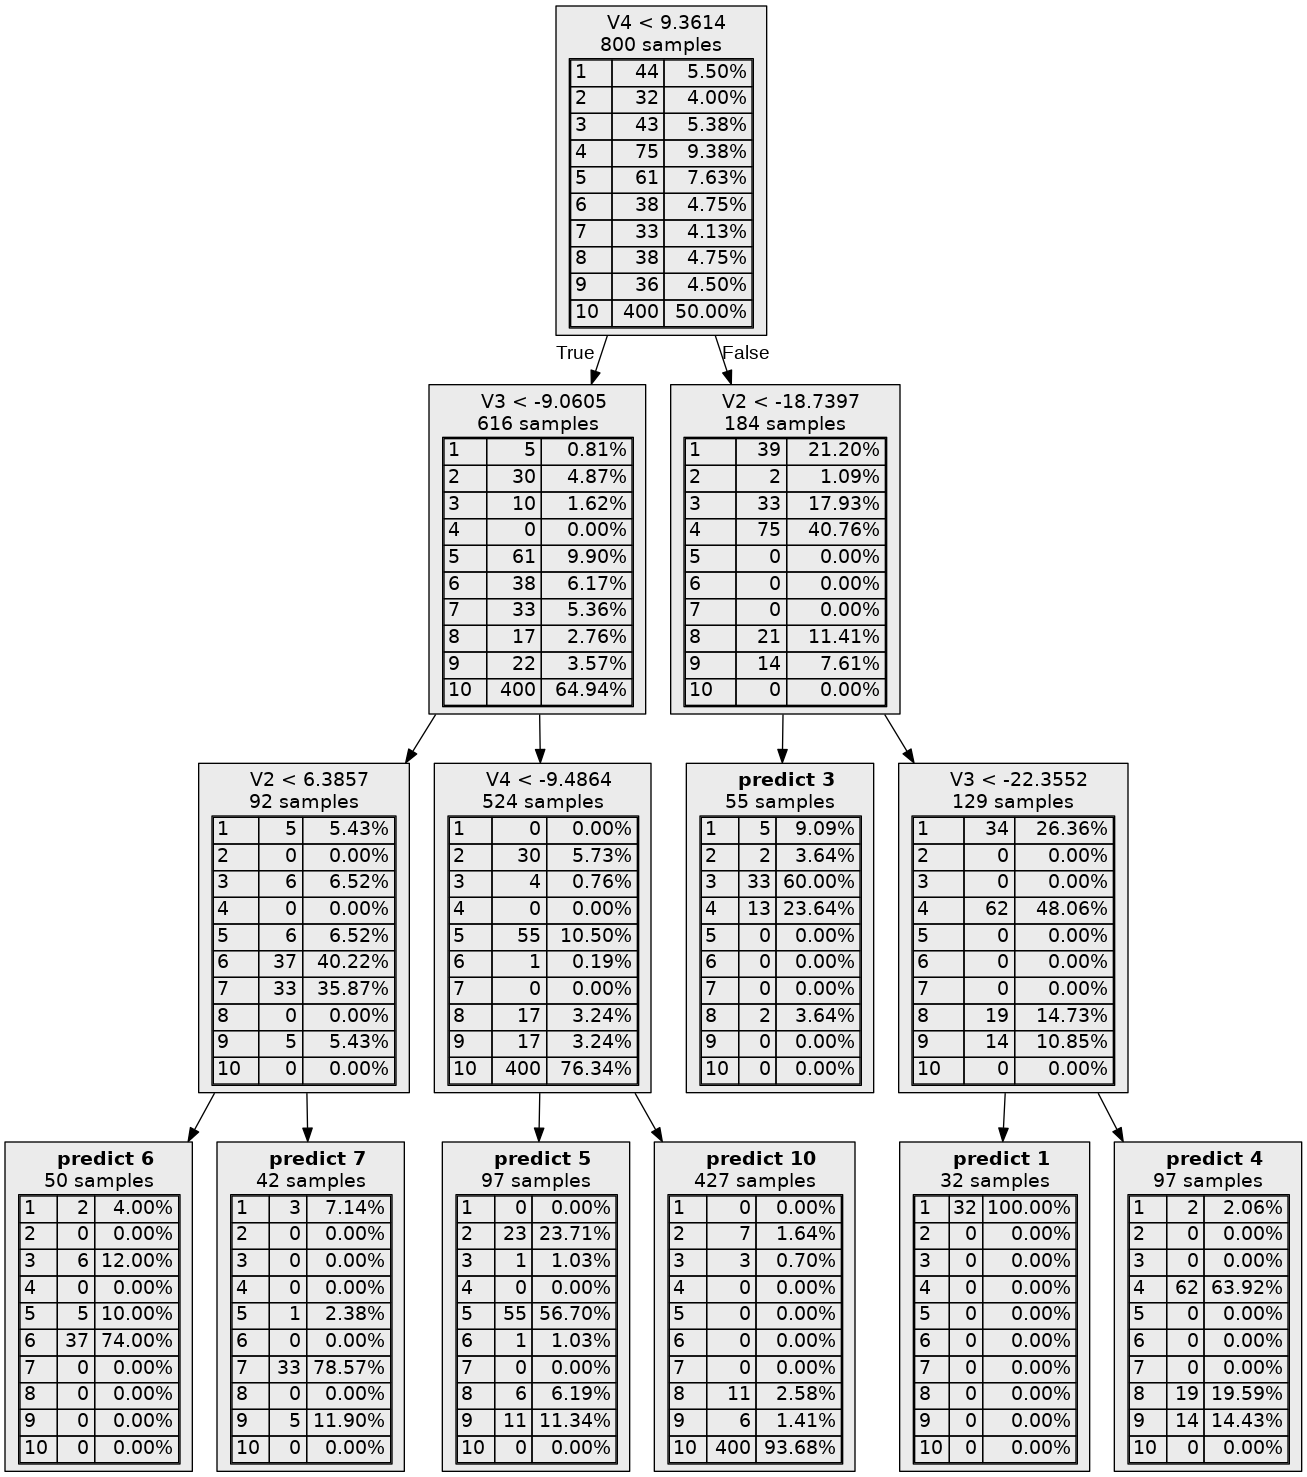 V4 < 9.3614
800 samples
1 44 5.50%
2 32 4.00%
3 43 5.38%
4 75 9.38%
5 61 7.63%
6 38 4.75%
7 33 4.13%
8 38 4.75%
9 36 4.50%
10 400 50.00%
True
False
V3 < -9.0605
616 samples
1 5 0.81%
2 30 4.87%
3 10 1.62%
4 0 0.00%
5 61 9.90%
6 38 6.17%
7 33 5.36%
8 17 2.76%
9 22 3.57%
10 400 64.94%
V2 < -18.7397
184 samples
1 39 21.20%
2 2 1.09%
3 33 17.93%
4 75 40.76%
5 0 0.00%
6 0 0.00%
7 0 0.00%
8 21 11.41%
9 14 7.61%
10 0 0.00%
V2 < 6.3857
92 samples
1 5 5.43%
2 0 0.00%
3 6 6.52%
4 0 0.00%
5 6 6.52%
6 37 40.22%
7 33 35.87%
8 0 0.00%
9 5 5.43%
10 0 0.00%
V4 < -9.4864
524 samples
1 0 0.00%
2 30 5.73%
3 4 0.76%
4 0 0.00%
5 55 10.50%
6 1 0.19%
7 0 0.00%
8 17 3.24%
9 17 3.24%
10 400 76.34%
predict 3
55 samples
1 5 9.09%
2 2 3.64%
3 33 60.00%
4 13 23.64%
5 0 0.00%
6 0 0.00%
7 0 0.00%
8 2 3.64%
9 0 0.00%
10 0 0.00%
V3 < -22.3552
129 samples
1 34 26.36%
2 0 0.00%
3 0 0.00%
4 62 48.06%
5 0 0.00%
6 0 0.00%
7 0 0.00%
8 19 14.73%
9 14 10.85%
10 0 0.00%
predict 6
50 samples
1 2 4.00%
2 0 0.00%
3 6 12.00%
4 0 0.00%
5 5 10.00%
6 37 74.00%
7 0 0.00%
8 0 0.00%
9 0 0.00%
10 0 0.00%
predict 7
42 samples
1 3 7.14%
2 0 0.00%
3 0 0.00%
4 0 0.00%
5 1 2.38%
6 0 0.00%
7 33 78.57%
8 0 0.00%
9 5 11.90%
10 0 0.00%
predict 5
97 samples
1 0 0.00%
2 23 23.71%
3 1 1.03%
4 0 0.00%
5 55 56.70%
6 1 1.03%
7 0 0.00%
8 6 6.19%
9 11 11.34%
10 0 0.00%
predict 10
427 samples
1 0 0.00%
2 7 1.64%
3 3 0.70%
4 0 0.00%
5 0 0.00%
6 0 0.00%
7 0 0.00%
8 11 2.58%
9 6 1.41%
10 400 93.68%
predict 1
32 samples
1 32 100.00%
2 0 0.00%
3 0 0.00%
4 0 0.00%
5 0 0.00%
6 0 0.00%
7 0 0.00%
8 0 0.00%
9 0 0.00%
10 0 0.00%
predict 4
97 samples
1 2 2.06%
2 0 0.00%
3 0 0.00%
4 62 63.92%
5 0 0.00%
6 0 0.00%
7 0 0.00%
8 19 19.59%
9 14 14.43%
10 0 0.00%